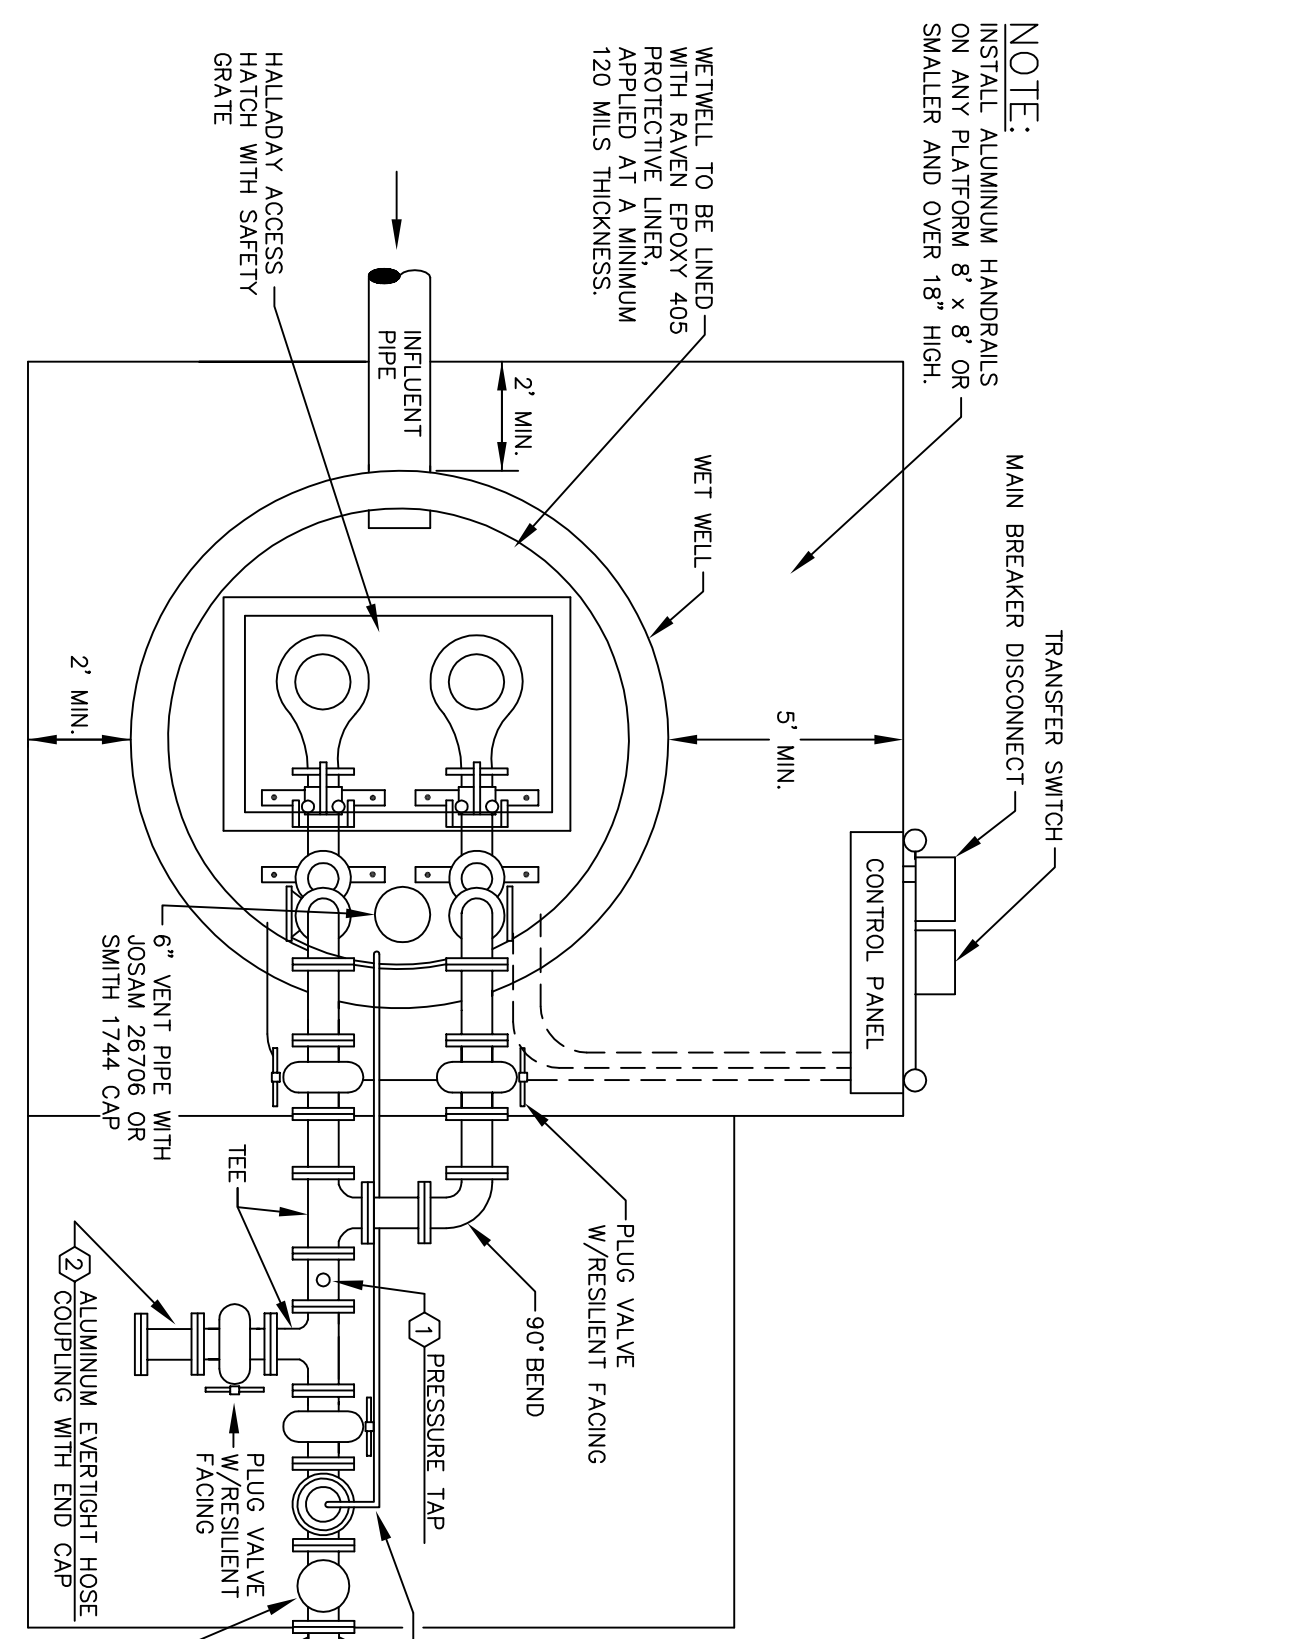 NOTE:
INSTALL ALUMINUM HANDRAILS
ON ANY PLATFORM 8' x 8' OR
SMALLER AND OVER 18" HIGH.
MAIN BREAKER DISCONNECT
TRANSFER SWITCH
WETWELL TO BE LINED
WITH RAVEN EPOXY 405
PROTECTIVE LINER,
APPLIED AT A MINIMUM
120 MILS THICKNESS.
WET WELL
5' MIN.
CONTROL PANEL
2' MIN.
INFLUENT
PIPE
HALLADAY ACCESS
HATCH WITH SAFETY
GRATE
2' MIN.
6" VENT PIPE WITH
JOSAM 26706 OR
SMITH 1744 CAP
PLUG VALVE
W/RESILIENT FACING
90° BEND
1 PRESSURE TAP
TEE
PLUG VALVE
W/RESILIENT
FACING
2 ALUMINUM EVERTIGHT HOSE
COUPLING WITH END CAP